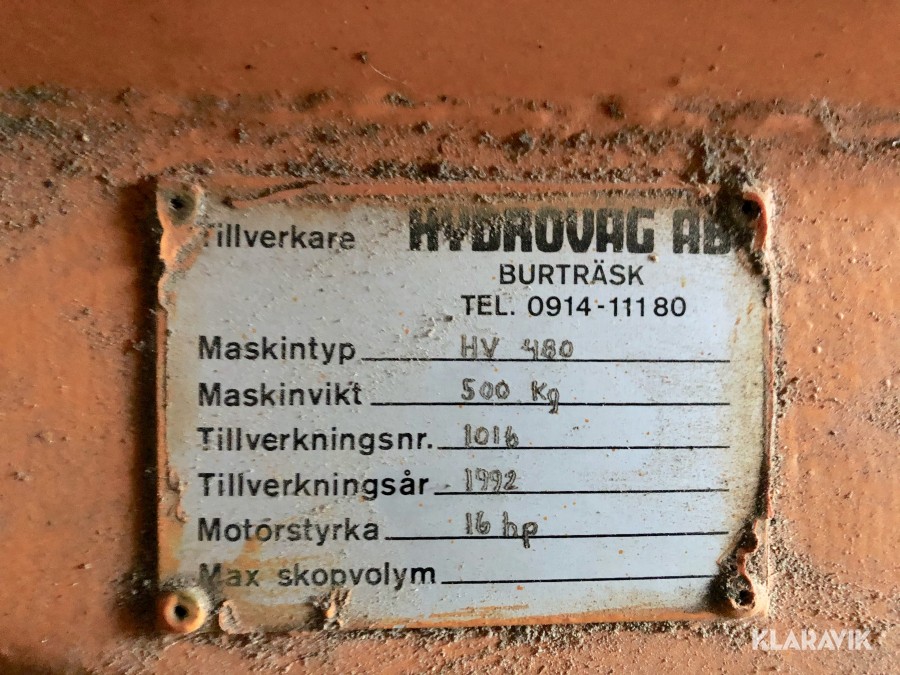 Tillverkare HYDROVÅG AB
BURTRÄSK
TEL. 0914-11180
Maskintyp HV 480
Maskinvikt 500 Kg
Tillverkningsnr. 1016
Tillverkningsår 1992
Motorstyrka 16 hp
Max skopvolym
KLARAVIK